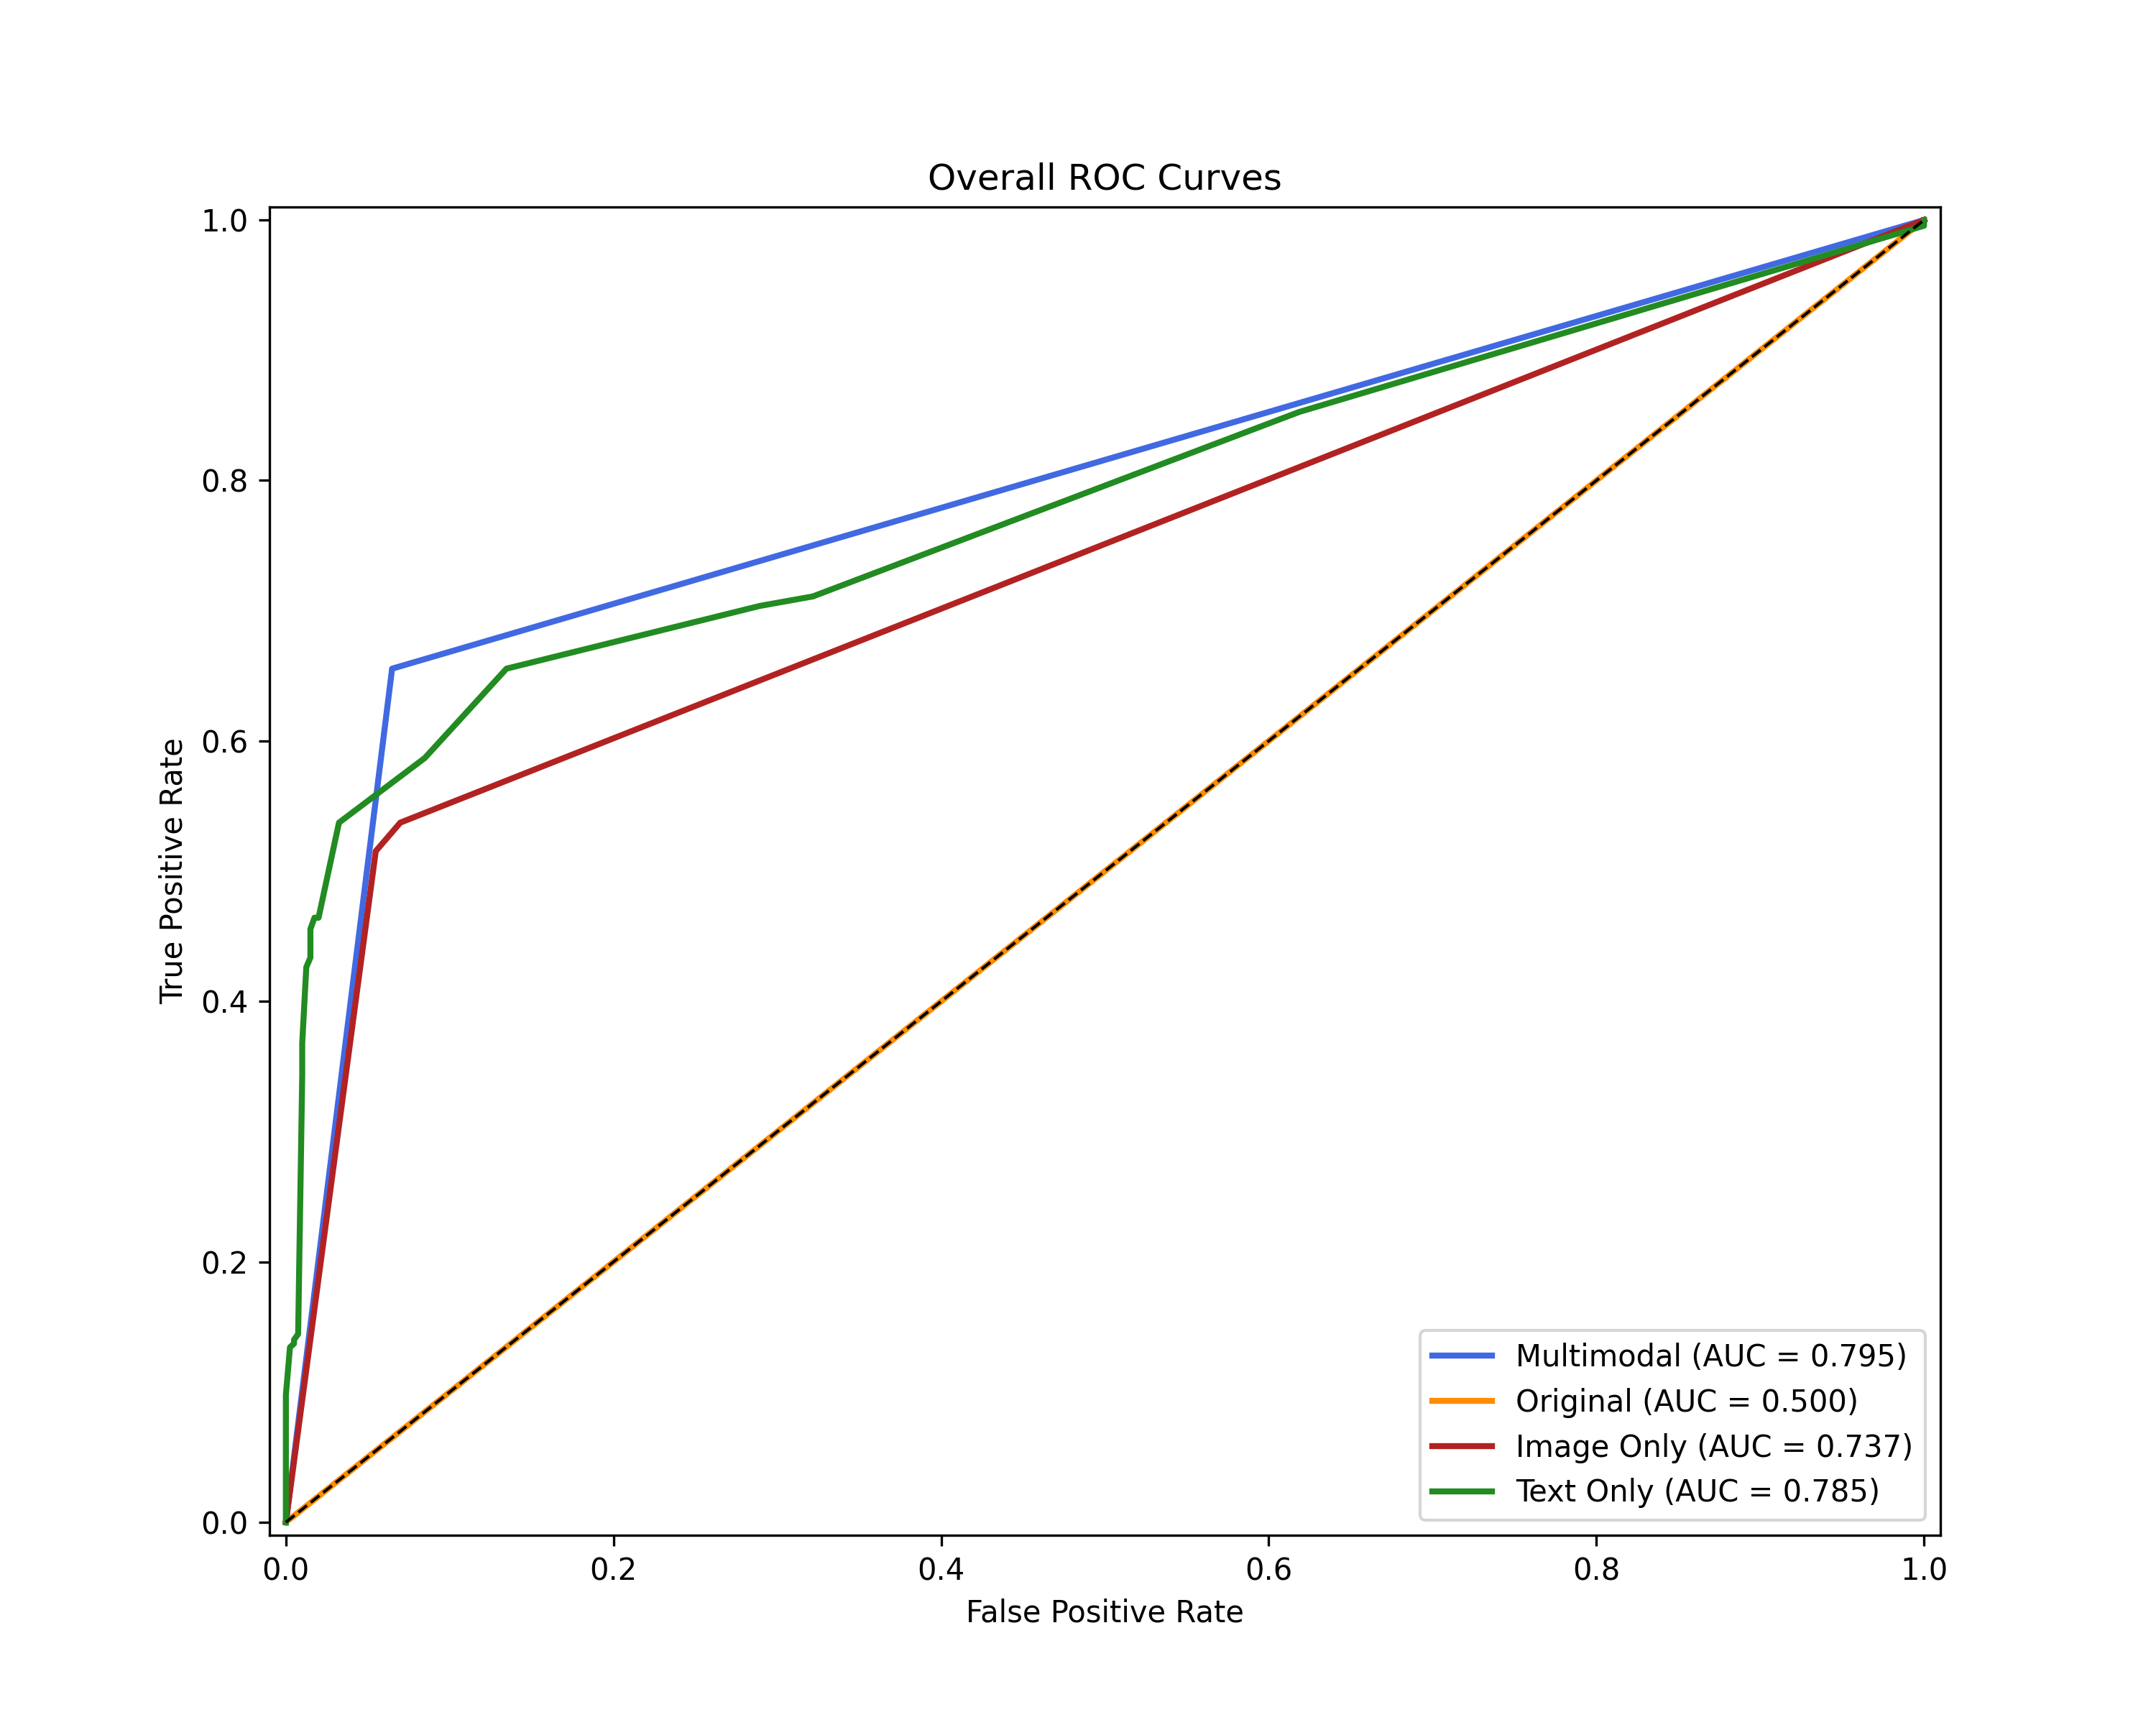 Overall ROC Curves
True Positive Rate
1.0
0.8
0.6
0.4
0.2
0.0
0.0 0.2 0.4 0.6 0.8 1.0
False Positive Rate
Multimodal (AUC = 0.795)
Original (AUC = 0.500)
Image Only (AUC = 0.737)
Text Only (AUC = 0.785)